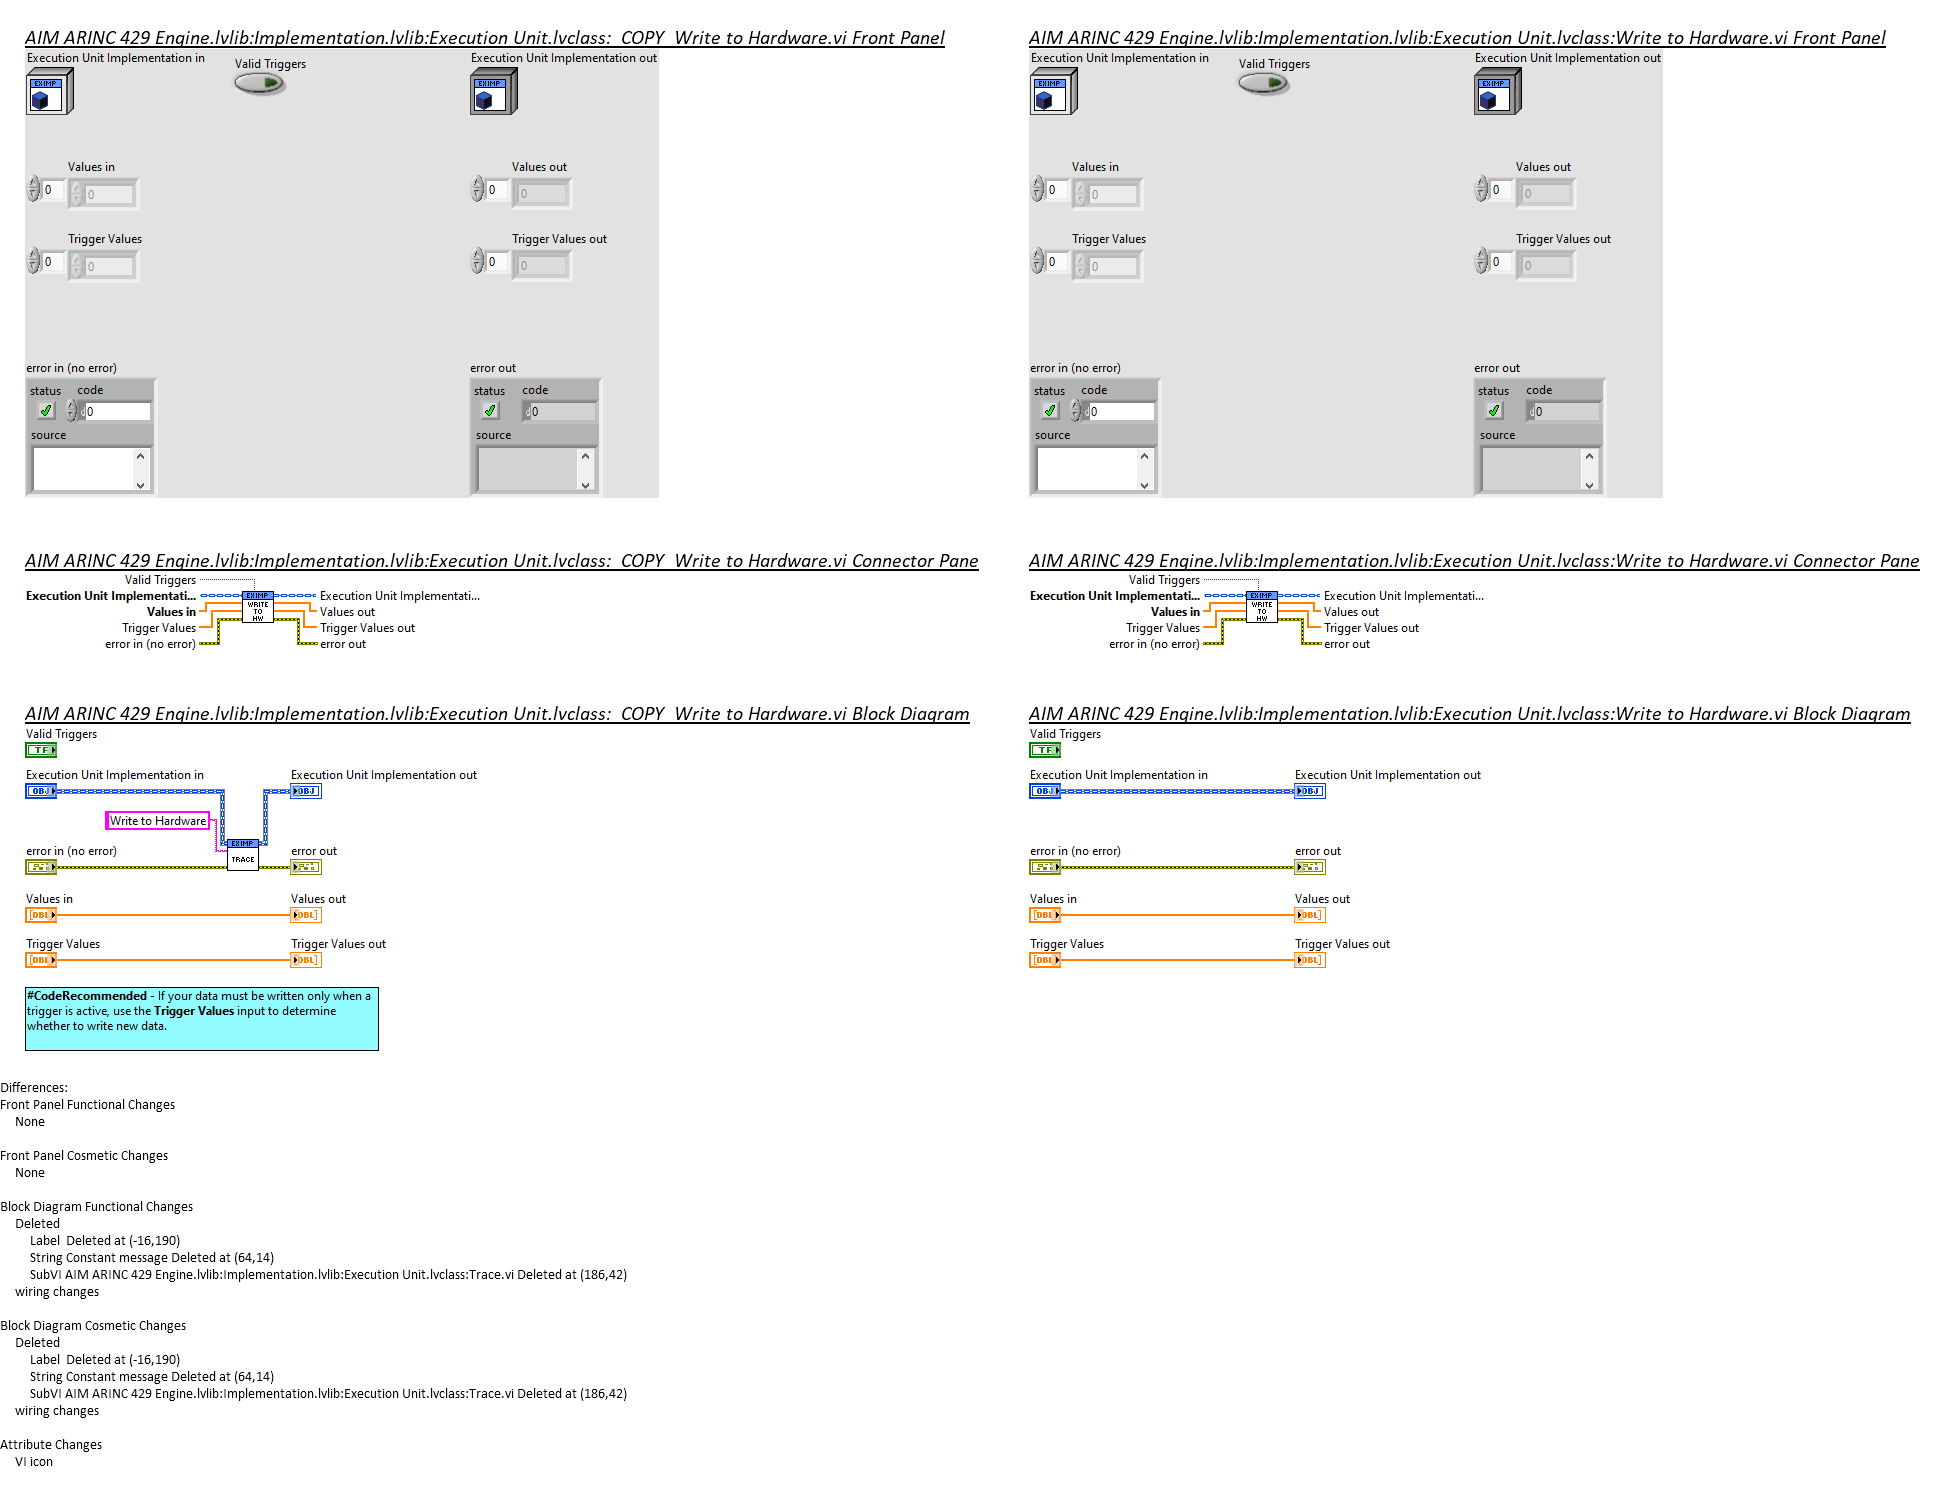 AIM ARINC 429 Engine.lvlib:Implementation.lvlib:Execution Unit.lvclass:_COPY_Write to Hardware.vi Front Panel
Execution Unit Implementation in
Valid Triggers
Execution Unit Implementation out
EXIMP
EXIMP
Values in
Values out
0
0
0
0
Trigger Values
Trigger Values out
0
0
0
0
error in (no error)
error out
status code
status code
d0
d0
source
source
AIM ARINC 429 Engine.lvlib:Implementation.lvlib:Execution Unit.lvclass:Write to Hardware.vi Front Panel
Execution Unit Implementation in
Valid Triggers
Execution Unit Implementation out
EXIMP
EXIMP
Values in
Values out
0
0
0
0
Trigger Values
Trigger Values out
0
0
0
0
error in (no error)
error out
status code
status code
d0
d0
source
source
AIM ARINC 429 Engine.lvlib:Implementation.lvlib:Execution Unit.lvclass:_COPY_Write to Hardware.vi Connector Pane
Valid Triggers
Execution Unit Implementati...
Values in
Trigger Values
error in (no error)
EXIMP
WRITE
TO
HW
Execution Unit Implementati...
Values out
Trigger Values out
error out
AIM ARINC 429 Engine.lvlib:Implementation.lvlib:Execution Unit.lvclass:Write to Hardware.vi Connector Pane
Valid Triggers
Execution Unit Implementati...
Values in
Trigger Values
error in (no error)
EXIMP
WRITE
TO
HW
Execution Unit Implementati...
Values out
Trigger Values out
error out
AIM ARINC 429 Engine.lvlib:Implementation.lvlib:Execution Unit.lvclass:_COPY_Write to Hardware.vi Block Diagram
Valid Triggers
TF
Execution Unit Implementation in
Execution Unit Implementation out
OBJ
OBJ
Write to Hardware
EXIMP
TRACE
error in (no error)
error out
Values in
Values out
[DBL]
[DBL]
Trigger Values
Trigger Values out
[DBL]
[DBL]
#CodeRecommended - If your data must be written only when a
trigger is active, use the Trigger Values input to determine
whether to write new data.
AIM ARINC 429 Engine.lvlib:Implementation.lvlib:Execution Unit.lvclass:Write to Hardware.vi Block Diagram
Valid Triggers
TF
Execution Unit Implementation in
Execution Unit Implementation out
OBJ
OBJ
error in (no error)
error out
Values in
Values out
[DBL]
[DBL]
Trigger Values
Trigger Values out
[DBL]
[DBL]
Differences:
Front Panel Functional Changes
None
Front Panel Cosmetic Changes
None
Block Diagram Functional Changes
Deleted
Label  Deleted at (-16,190)
String Constant message Deleted at (64,14)
SubVI AIM ARINC 429 Engine.lvlib:Implementation.lvlib:Execution Unit.lvclass:Trace.vi Deleted at (186,42)
wiring changes
Block Diagram Cosmetic Changes
Deleted
Label  Deleted at (-16,190)
String Constant message Deleted at (64,14)
SubVI AIM ARINC 429 Engine.lvlib:Implementation.lvlib:Execution Unit.lvclass:Trace.vi Deleted at (186,42)
wiring changes
Attribute Changes
VI icon